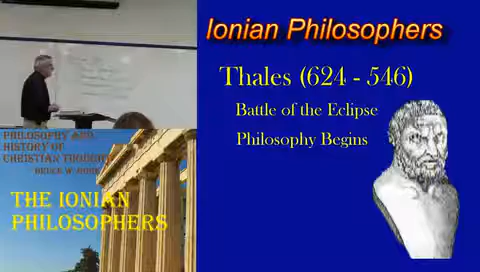 Ionian Philosophers
Thales (624 - 546)
Battle of the Eclipse
Philosophy Begins
Philosophy and
History of
Christian Thought
The Ionian
Philosophers